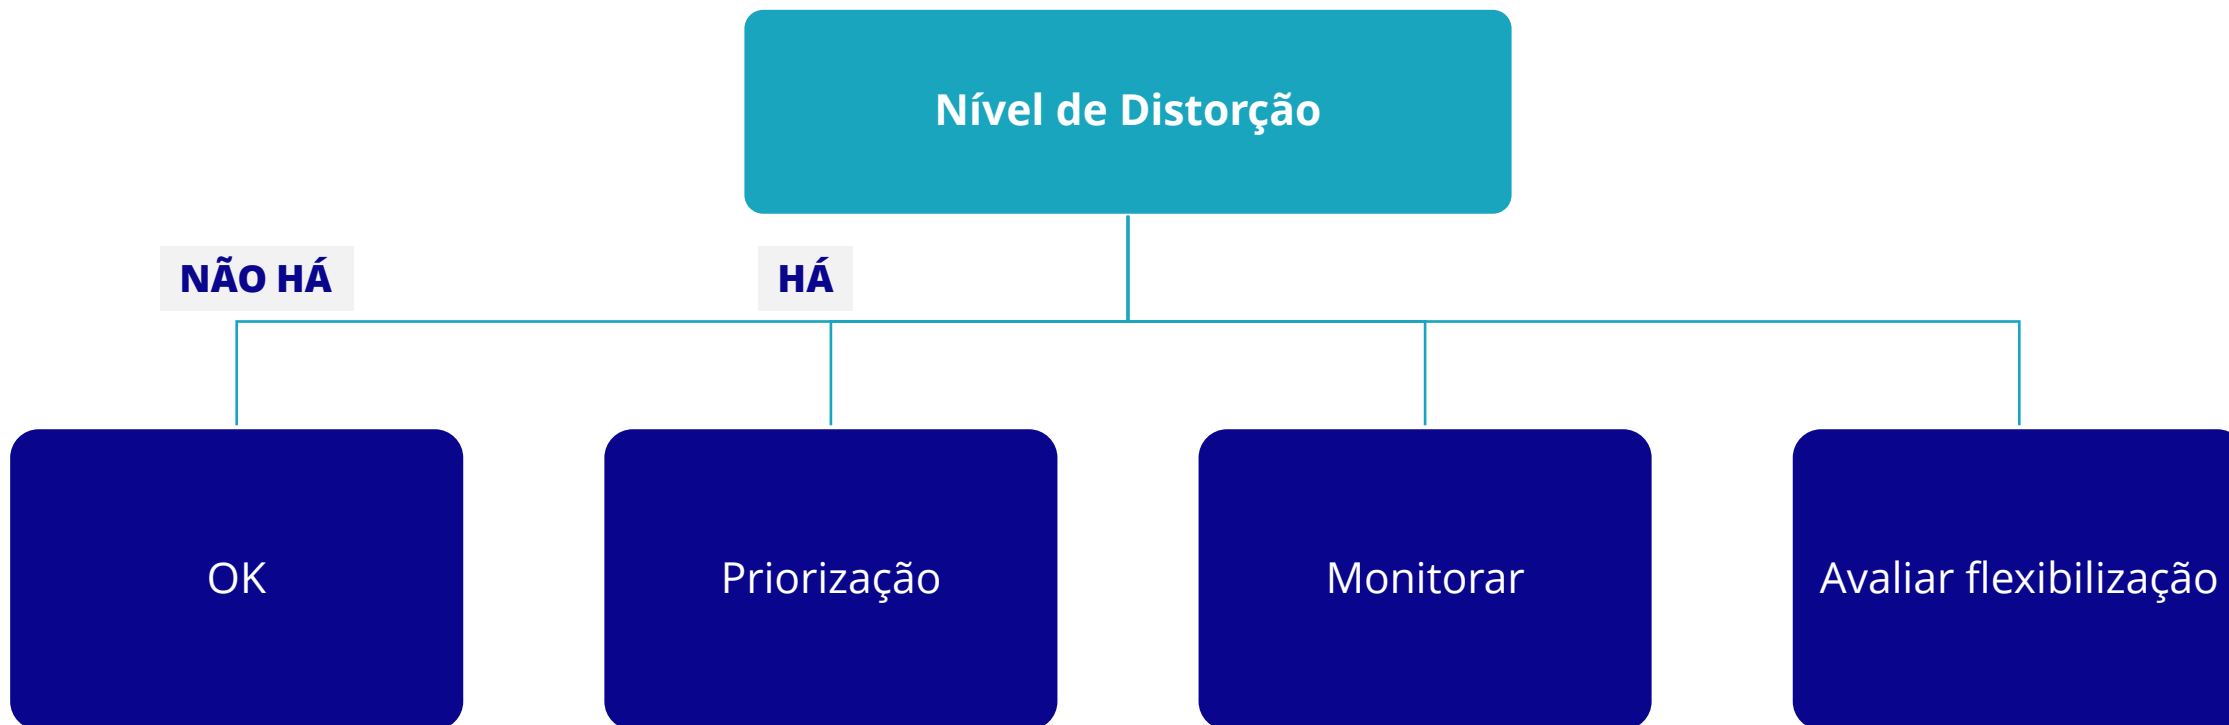 Nível de Distorção
NÃO HÁ
HÁ
OK
Priorização
Monitorar
Avaliar flexibilização